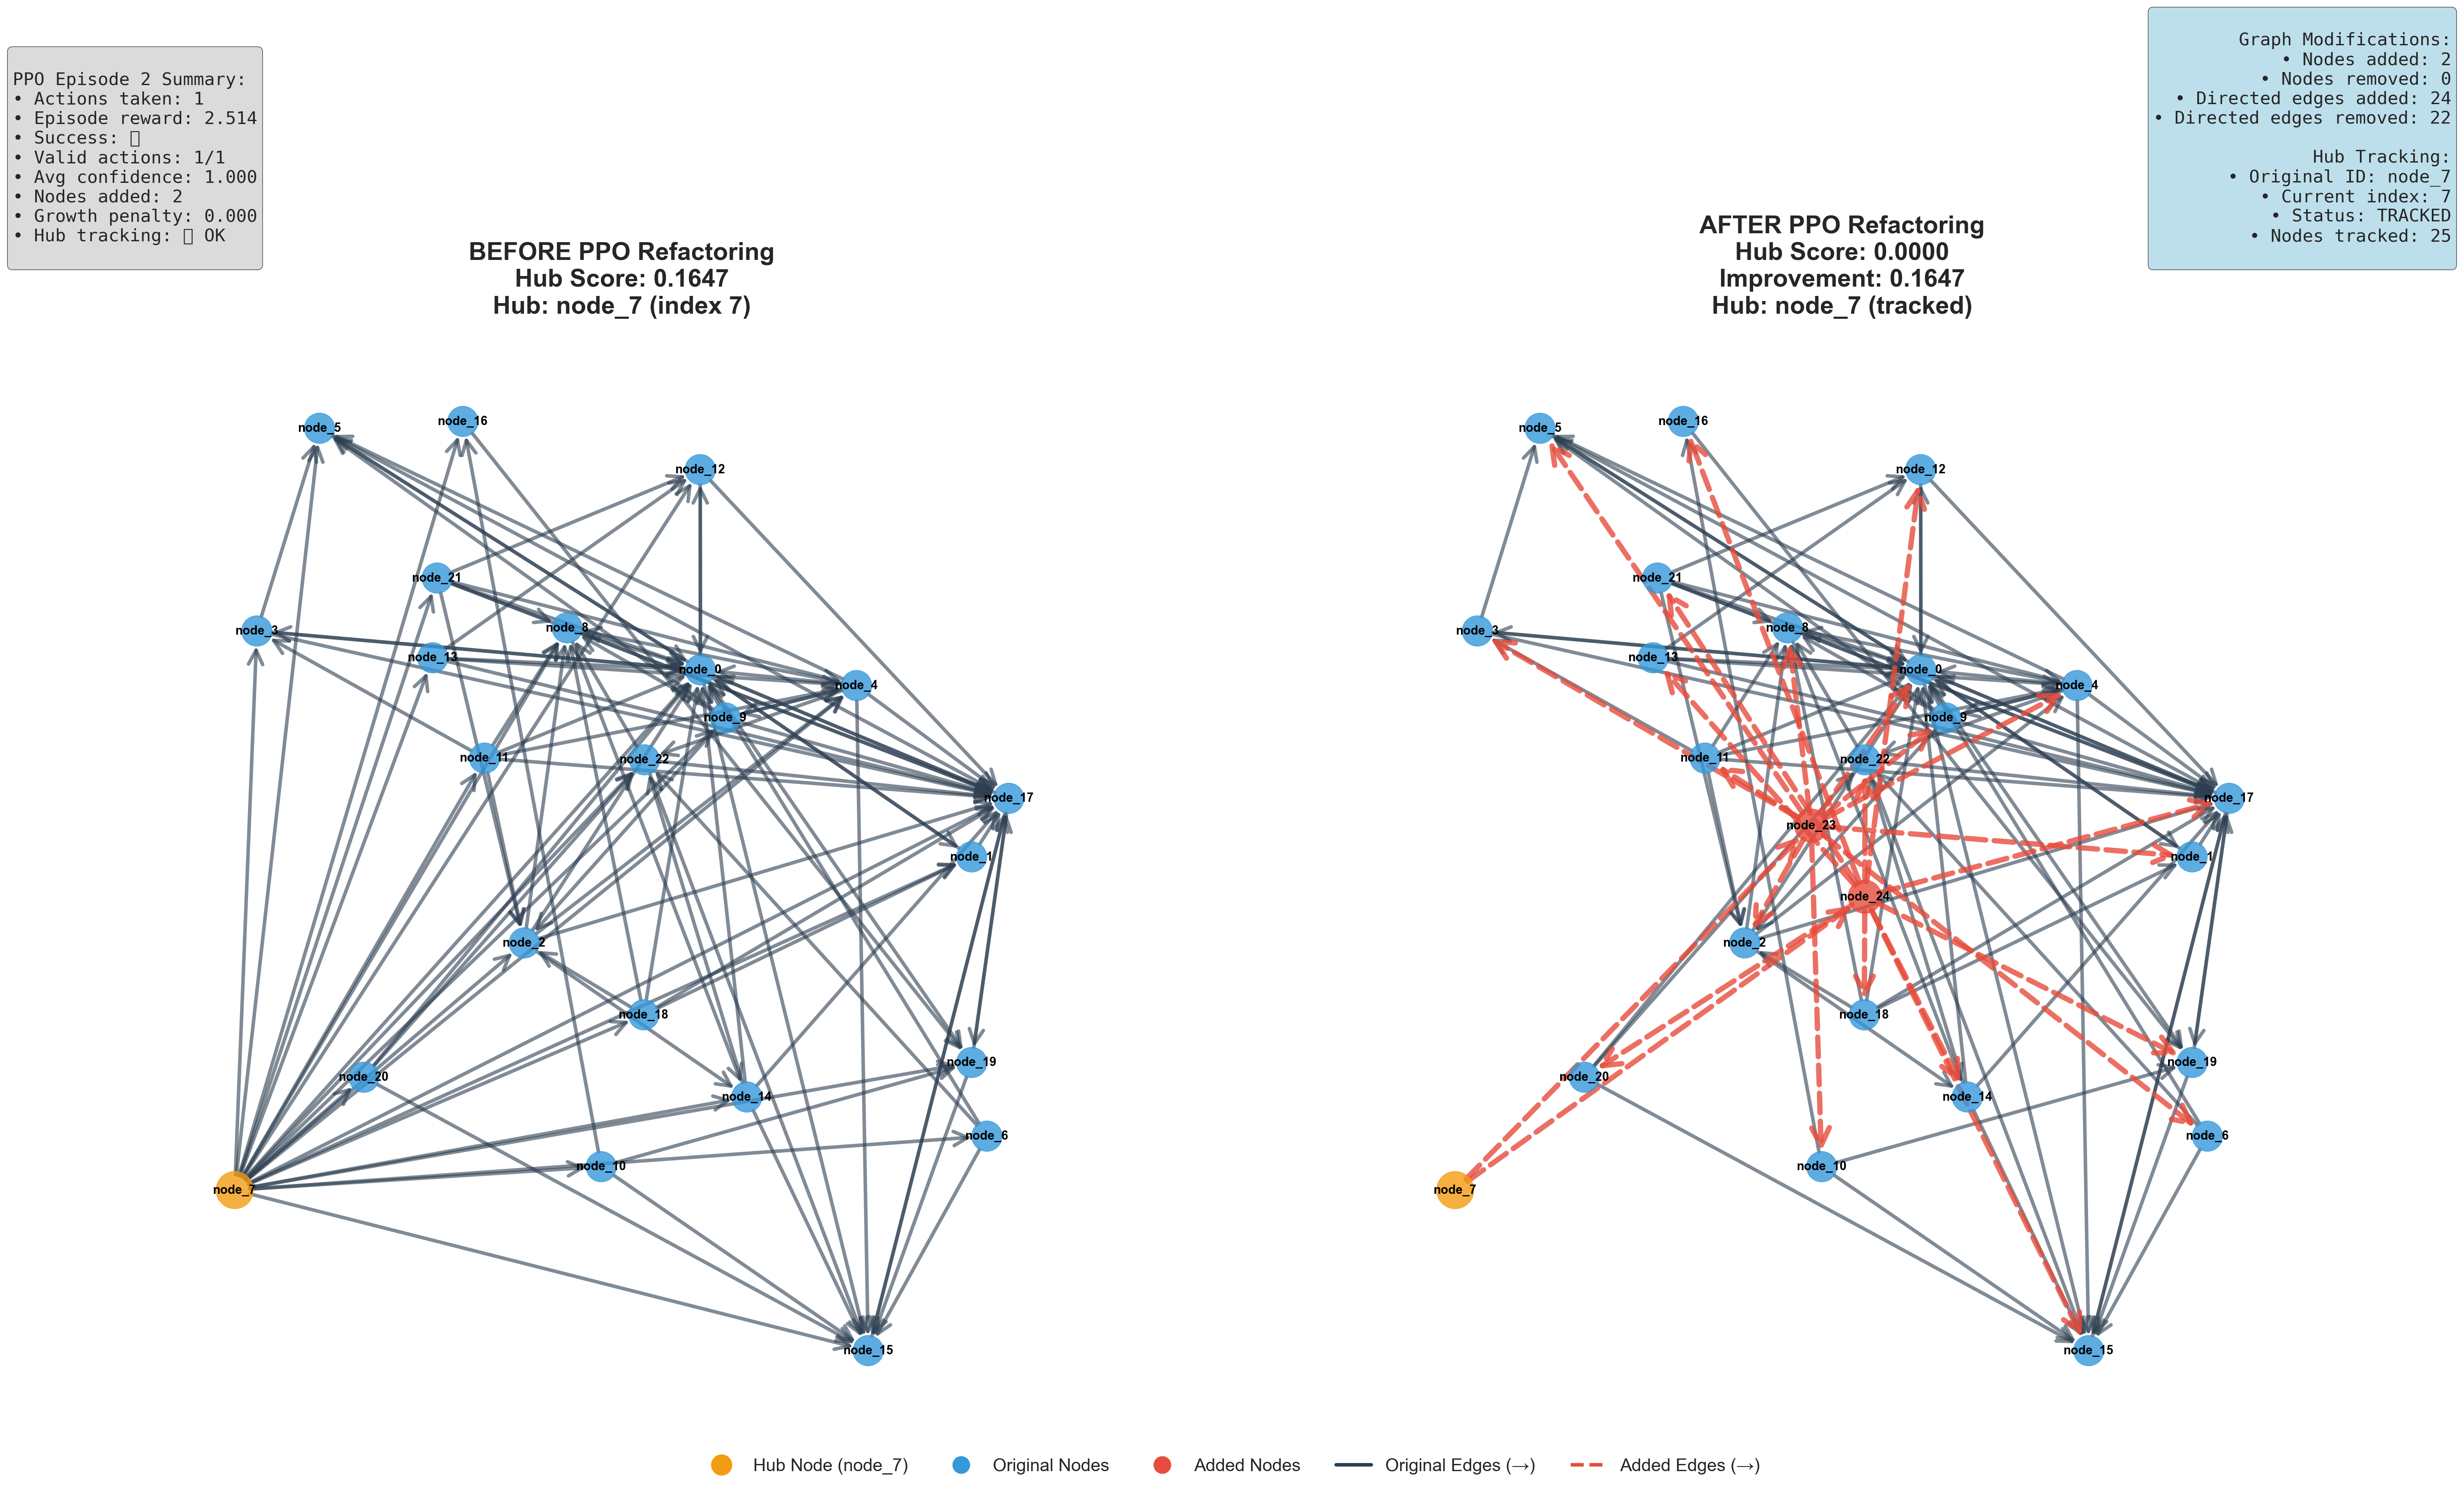 PPO Episode 2 Summary:
• Actions taken: 1
• Episode reward: 2.514
• Success: 
• Valid actions: 1/1
• Avg confidence: 1.000
• Nodes added: 2
• Growth penalty: 0.000
• Hub tracking: OK
Graph Modifications:
• Nodes added: 2
• Nodes removed: 0
• Directed edges added: 24
• Directed edges removed: 22
Hub Tracking:
• Original ID: node_7
• Current index: 7
• Status: TRACKED
• Nodes tracked: 25
BEFORE PPO Refactoring
Hub Score: 0.1647
Hub: node_7 (index 7)
AFTER PPO Refactoring
Hub Score: 0.0000
Improvement: 0.1647
Hub: node_7 (tracked)
node_16
node_5
node_12
node_21
node_8
node_3
node_13
node_0
node_4
node_9
node_11
node_22
node_17
node_1
node_2
node_18
node_19
node_20
node_14
node_6
node_10
node_7
node_15
node_16
node_5
node_12
node_21
node_8
node_3
node_13
node_0
node_4
node_9
node_11
node_22
node_17
node_23
node_1
node_24
node_2
node_18
node_19
node_20
node_14
node_6
node_10
node_7
node_15
Hub Node (node_7)
Original Nodes
Added Nodes
Original Edges (→)
Added Edges (→)